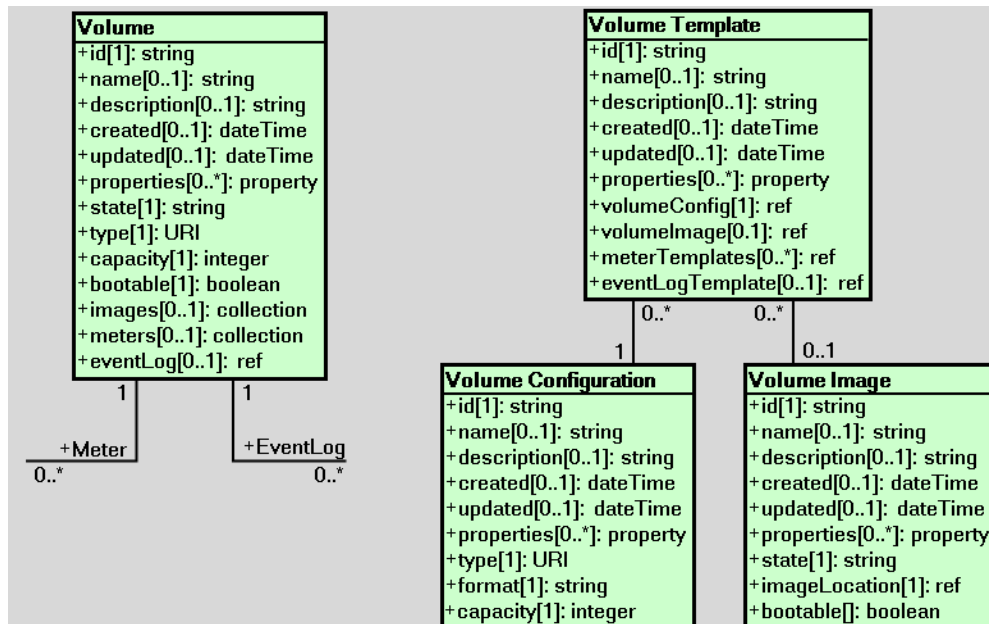 Volume
+id[1]: string
+name[0..1]: string
+description[0..1]: string
+created[0..1]: dateTime
+updated[0..1]: dateTime
+properties[0..*]: property
+state[1]: string
+type[1]: URI
+capacity[1]: integer
+bootable[1]: boolean
+images[0..1]: collection
+meters[0..1]: collection
+eventLog[0..1]: ref
1
1
+Meter
+EventLog
0..*
0..*
Volume Template
+id[1]: string
+name[0..1]: string
+description[0..1]: string
+created[0..1]: dateTime
+updated[0..1]: dateTime
+properties[0..*]: property
+volumeConfig[1]: ref
+volumeImage[0.1]: ref
+meterTemplates[0..*]: ref
+eventLogTemplate[0..1]: ref
0..*
0..*
1
0..1
Volume Configuration
+id[1]: string
+name[0..1]: string
+description[0..1]: string
+created[0..1]: dateTime
+updated[0..1]: dateTime
+properties[0..*]: property
+type[1]: URI
+format[1]: string
+capacity[1]: integer
Volume Image
+id[1]: string
+name[0..1]: string
+description[0..1]: string
+created[0..1]: dateTime
+updated[0..1]: dateTime
+properties[0..*]: property
+state[1]: string
+imageLocation[1]: ref
+bootable[]: boolean